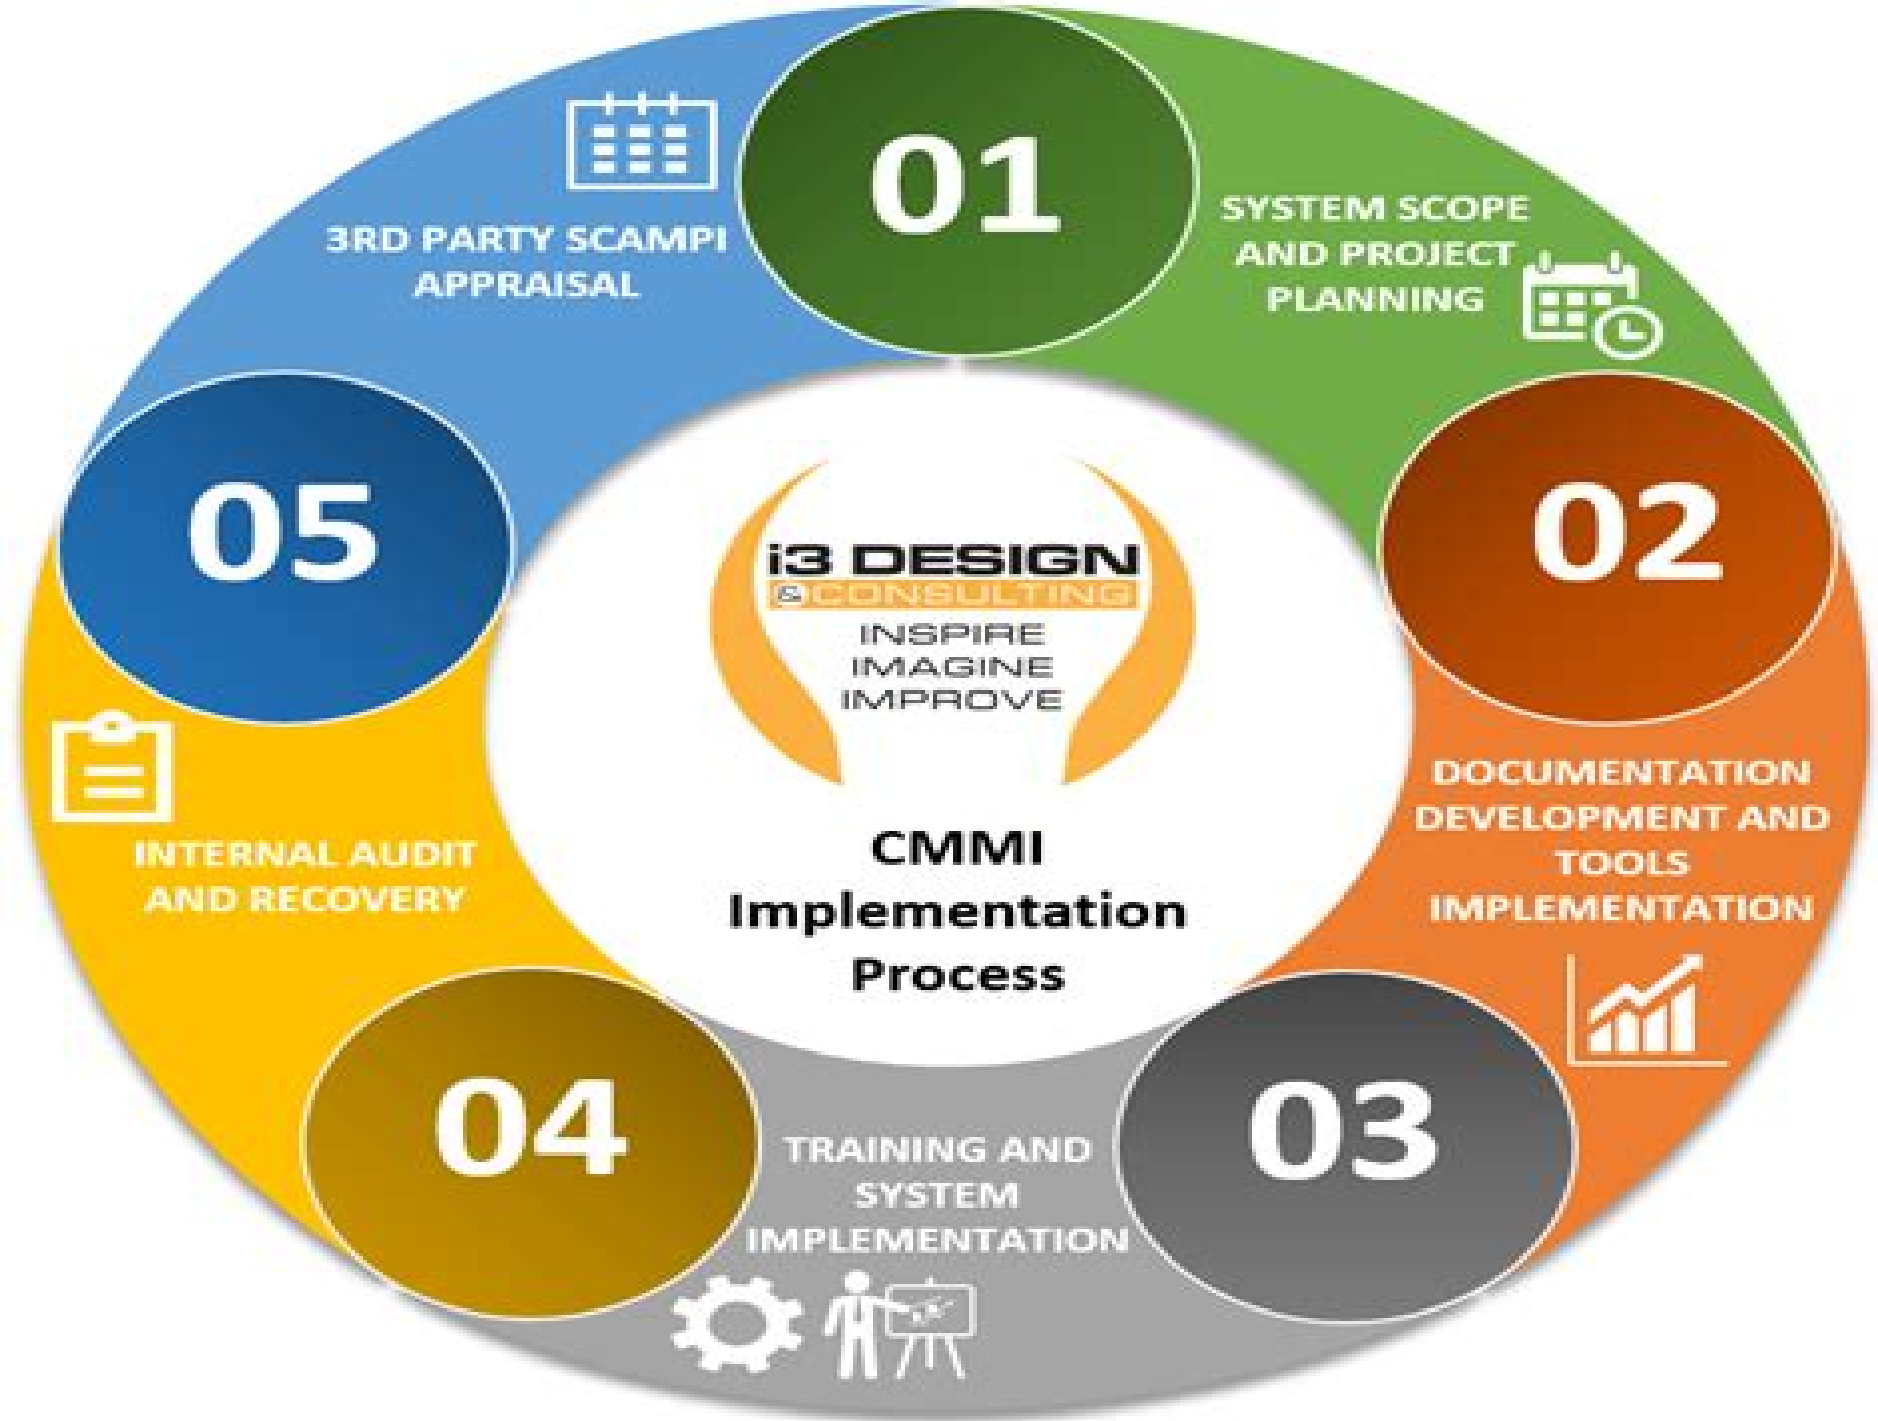 01
SYSTEM SCOPE
AND PROJECT
PLANNING
02
DOCUMENTATION
DEVELOPMENT AND
TOOLS
IMPLEMENTATION
03
TRAINING AND
SYSTEM
IMPLEMENTATION
04
INTERNAL AUDIT
AND RECOVERY
05
3RD PARTY SCAMPI
APPRAISAL
i3 DESIGN
&CONSULTING
INSPIRE
IMAGINE
IMPROVE
CMMI
Implementation
Process